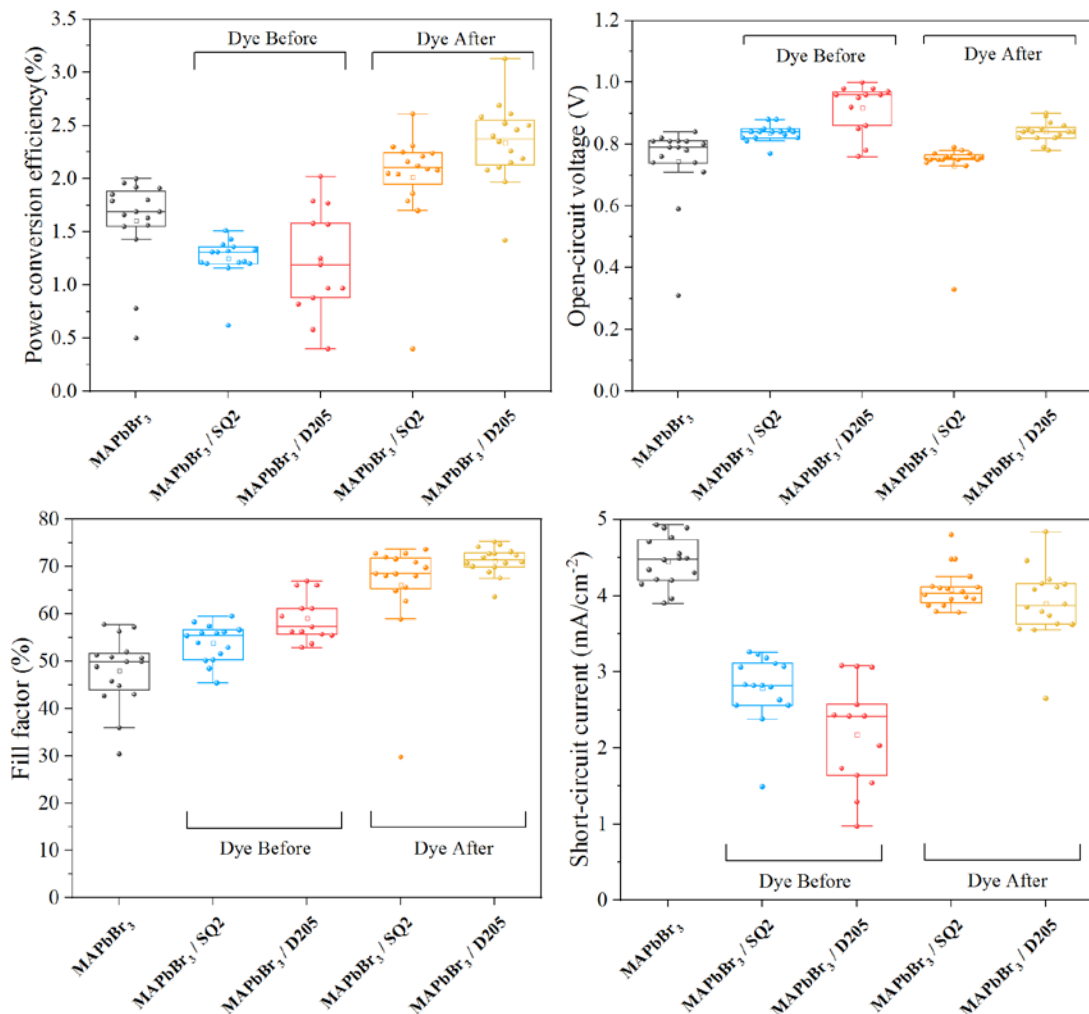 Power conversion efficiency(%)
3.5
3.0
2.5
2.0
1.5
1.0
0.5
0.0
Dye Before
Dye After
MAPbBr₃
MAPbBr₃ / SQ2
MAPbBr₃ / D205
MAPbBr₃ / SQ2
MAPbBr₃ / D205
Open-circuit voltage (V)
1.2
1.0
0.8
0.6
0.4
0.2
0.0
Dye Before
Dye After
MAPbBr₃
MAPbBr₃ / SQ2
MAPbBr₃ / D205
MAPbBr₃ / SQ2
MAPbBr₃ / D205
Fill factor (%)
80
70
60
50
40
30
20
10
0
Dye Before
Dye After
MAPbBr₃
MAPbBr₃ / SQ2
MAPbBr₃ / D205
MAPbBr₃ / SQ2
MAPbBr₃ / D205
Short-circuit current (mA/cm⁻²)
5
4
3
2
1
0
Dye Before
Dye After
MAPbBr₃
MAPbBr₃ / SQ2
MAPbBr₃ / D205
MAPbBr₃ / SQ2
MAPbBr₃ / D205